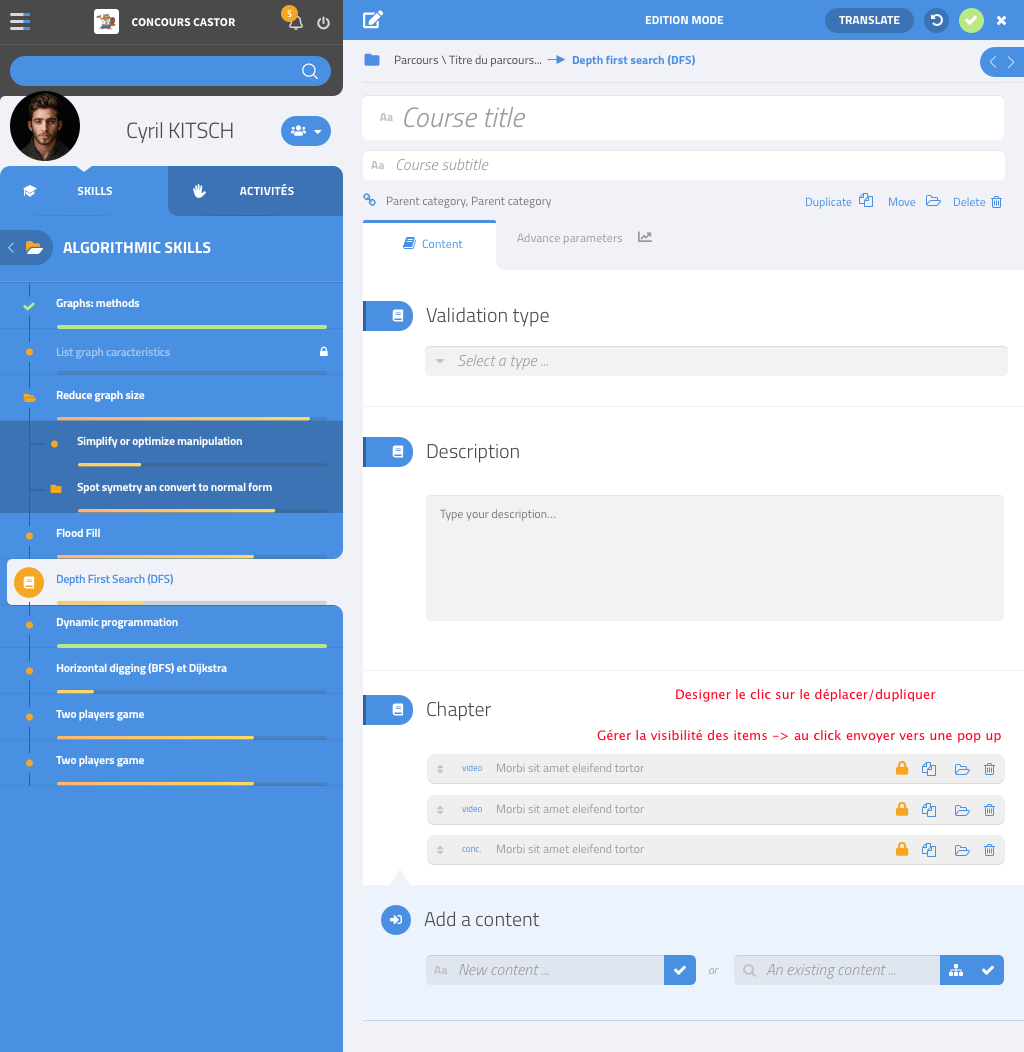 CONCOURS CASTOR
5
Cyril KITSCH
SKILLS
ACTIVITÉS
ALGORITHMIC SKILLS
Graphs: methods
List graph caracteristics
Reduce graph size
Simplify or optimize manipulation
Spot symetry an convert to normal form
Flood Fill
Depth First Search (DFS)
Dynamic programmation
Horizontal digging (BFS) et Dijkstra
Two players game
Two players game
EDITION MODE
TRANSLATE
Parcours \ Titre du parcours... Depth first search (DFS)
Aa Course title
Aa Course subtitle
Parent category, Parent category
Duplicate
Move
Delete
Content
Advance parameters
Validation type
Select a type ...
Description
Type your description...
Designer le clic sur le déplacer/dupliquer
Chapter
Gérer la visibilité des items -> au click envoyer vers une pop up
video Morbi sit amet eleifend tortor
video Morbi sit amet eleifend tortor
conc. Morbi sit amet eleifend tortor
Add a content
Aa New content ...
or
An existing content ...